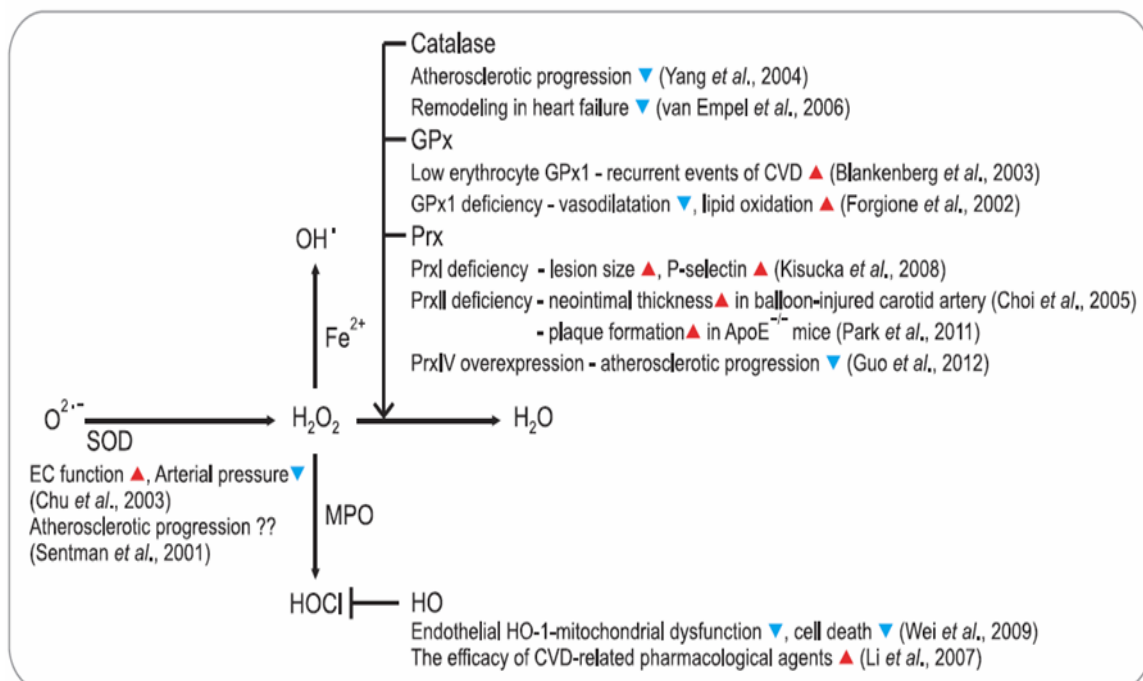 Catalase
Atherosclerotic progression ▼ (Yang et al., 2004)
Remodeling in heart failure ▼ (van Empel et al., 2006)
GPx
Low erythrocyte GPx1 - recurrent events of CVD ▲ (Blankenberg et al., 2003)
GPx1 deficiency - vasodilatation ▼, lipid oxidation ▲ (Forgione et al., 2002)
OH•
Prx
PrxI deficiency - lesion size ▲, P-selectin ▲ (Kisucka et al., 2008)
PrxII deficiency - neointimal thickness▲ in balloon-injured carotid artery (Choi et al., 2005)
- plaque formation▲ in ApoE⁻/⁻ mice (Park et al., 2011)
Fe²⁺
PrxIV overexpression - atherosclerotic progression ▼ (Guo et al., 2012)
O²·⁻
H₂O₂
H₂O
SOD
EC function ▲, Arterial pressure▼
(Chu et al., 2003)
Atherosclerotic progression ??
(Sentman et al., 2001)
MPO
HOCl
HO
Endothelial HO-1-mitochondrial dysfunction ▼, cell death ▼ (Wei et al., 2009)
The efficacy of CVD-related pharmacological agents ▲ (Li et al., 2007)